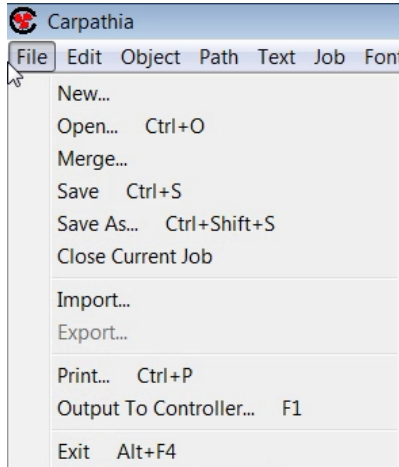 Carpathia
File Edit Object Path Text Job Font
New...
Open... Ctrl+O
Merge...
Save Ctrl+S
Save As... Ctrl+Shift+S
Close Current Job
Import...
Export...
Print... Ctrl+P
Output To Controller... F1
Exit Alt+F4